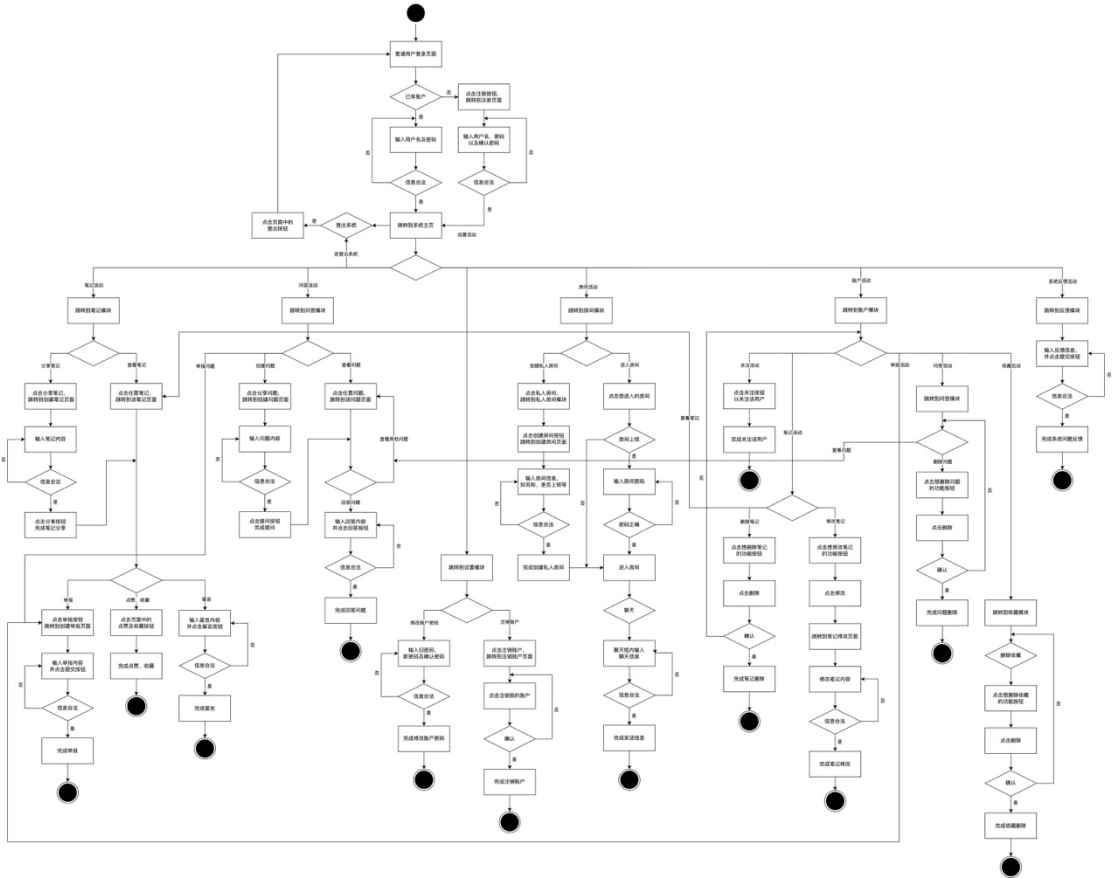 普通用户登录页面
已有账户
否
点击注册按钮，
跳转到注册页面
是
输入用户名及密码
输入用户名、密码
以及确认密码
否
否
信息合法
信息合法
是
是
点击页面中的
登出按钮
是
登出系统
跳转到系统主页
设置活动
欲登出系统
笔记活动
问答活动
房间活动
账户活动
系统反馈活动
跳转到笔记模块
跳转到问答模块
跳转到房间模块
跳转到账户模块
跳转到反馈模块
分享笔记
查看笔记
举报问题
创建问题
查看问题
创建私人房间
进入房间
关注活动
举报活动
问答活动
收藏活动
输入反馈信息，
并点击提交按钮
否
点击分享笔记，
跳转到创建笔记页面
点击任意笔记，
跳转到该笔记页面
点击分享问题，
跳转到创建问题页面
点击任意问题，
跳转到该问题页面
点击私人房间，
跳转到私人房间模块
点击想进入的房间
查看笔记
点击关注按钮
以关注该用户
跳转到问答模块
信息合法
是
输入笔记内容
输入问题内容
查看其他问题
点击创建房间按钮
跳转到创建房间页面
房间上锁
完成关注该用户
笔记活动
查看问题
完成系统问题反馈
否
信息合法
否
信息合法
是
否
删除问题
是
是
回答问题
输入房间信息，
如名称、是否上锁等
输入房间密码
点击想删除问题
的功能按钮
否
点击分享按钮
完成笔记分享
点击提问按钮
完成提问
输入回答内容
并点击回答按钮
否
否
信息合法
否
密码正确
删除笔记
修改笔记
点击删除
信息合法
是
是
点击想删除笔记
的功能按钮
点击想修改笔记
的功能按钮
是
跳转到设置模块
完成创建私人房间
进入房间
确认
举报
点赞、收藏
留言
完成回答问题
聊天
点击删除
点击修改
是
点击举报按钮
跳转到创建举报页面
点击页面中的
点赞及收藏按钮
输入留言内容
并点击留言按钮
修改账户密码
注销账户
完成问题删除
跳转到收藏模块
否
输入旧密码、
新密码及确认密码
点击注销账户，
跳转到注销账户页面
聊天框内输入
聊天信息
确认
跳转到笔记修改页面
删除收藏
输入举报内容
并点击提交按钮
完成点赞、收藏
信息合法
是
是
完成笔记删除
修改笔记内容
否
否
信息合法
否
信息合法
点击注销我的账户
否
信息合法
否
点击想删除收藏
的功能按钮
否
是
完成留言
是
确认
是
信息合法
点击删除
完成举报
完成修改账户密码
是
完成发送信息
是
完成笔记修改
确认
完成注销账户
是
完成收藏删除